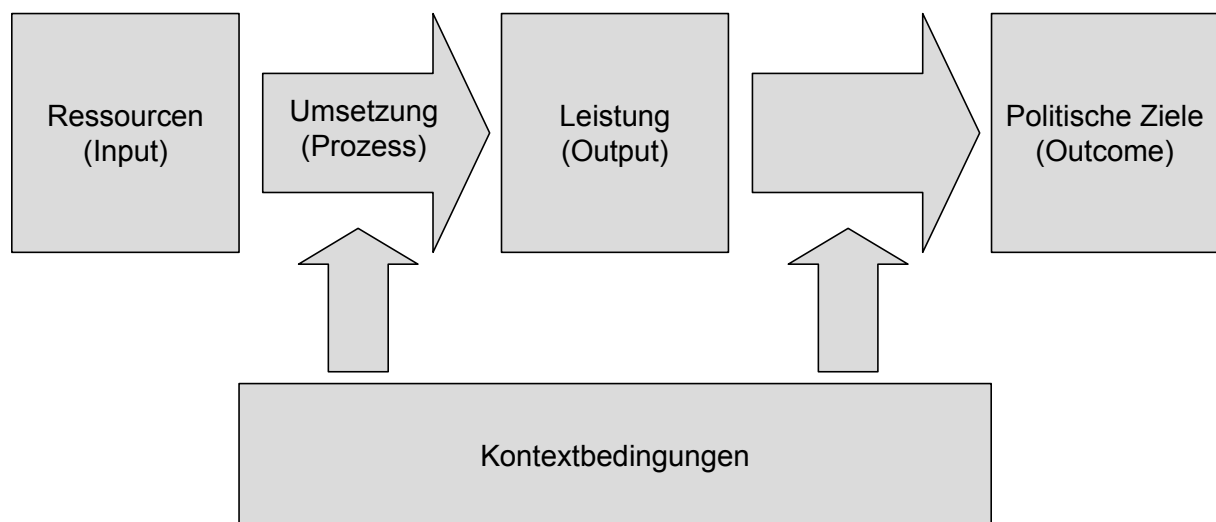 Ressourcen
(Input)
Umsetzung
(Prozess)
Leistung
(Output)
Politische Ziele
(Outcome)
Kontextbedingungen